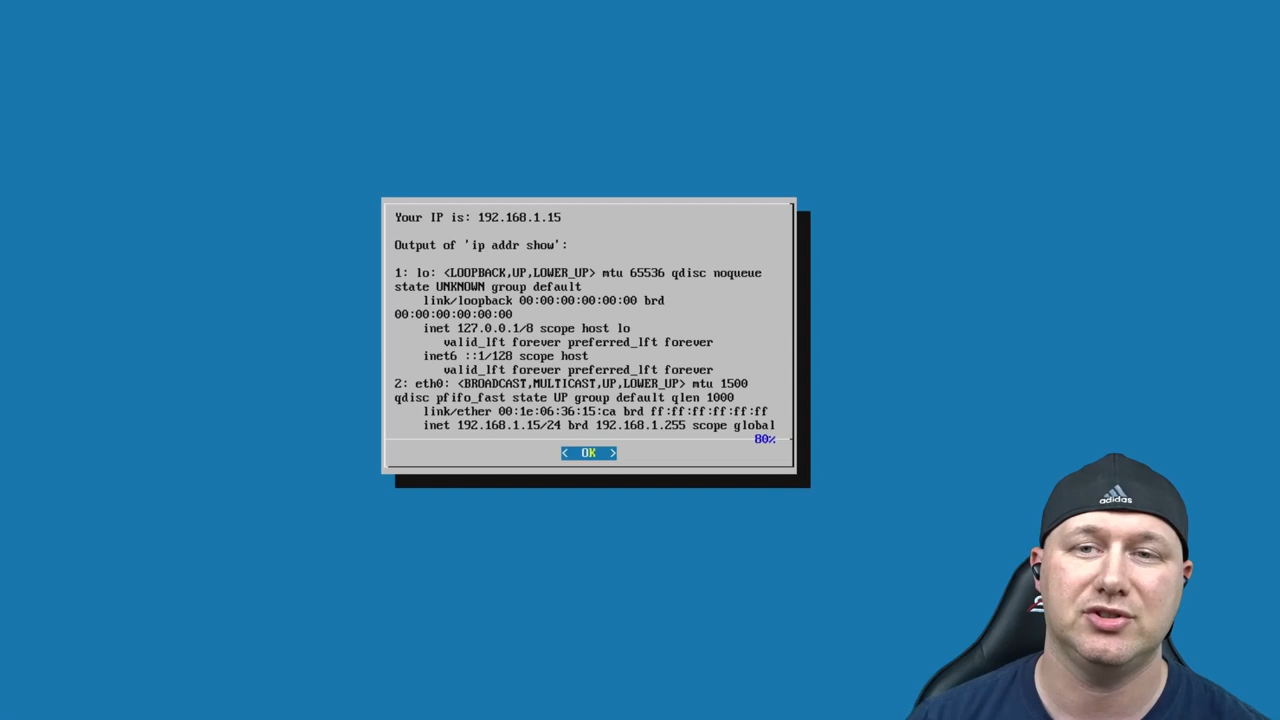 Your IP is: 192.168.1.15
Output of 'ip addr show':
1: lo: <LOOPBACK,UP,LOWER_UP> mtu 65536 qdisc noqueue
state UNKNOWN group default
link/loopback 00:00:00:00:00:00 brd
00:00:00:00:00:00
inet 127.0.0.1/8 scope host lo
valid_lft forever preferred_lft forever
inet6 ::1/128 scope host
valid_lft forever preferred_lft forever
2: eth0: <BROADCAST,MULTICAST,UP,LOWER_UP> mtu 1500
qdisc pfifo_fast state UP group default qlen 1000
link/ether 00:1e:06:36:15:ca brd ff:ff:ff:ff:ff:ff
inet 192.168.1.15/24 brd 192.168.1.255 scope global
80%
< OK >
adidas